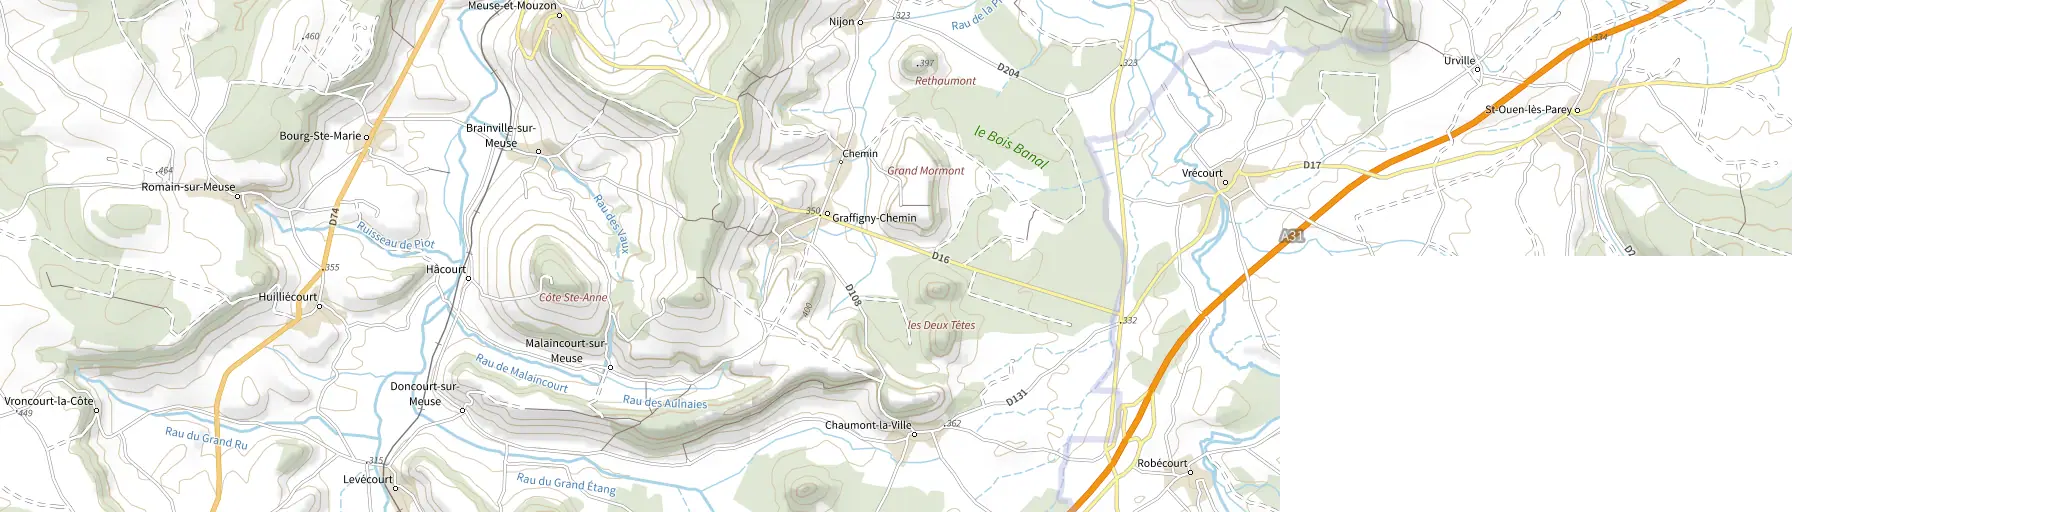 Meuse-et-Mouzon
Nijon
323
Rau de la P
334
460
Urville
397
Rethaumont
D204
323
St-Ouen-lès-Parey
Bourg-Ste-Marie
Brainville-sur-
Meuse
le Bois Banal
Chemin
Grand Mormont
D17
464
Vrécourt
Romain-sur-Meuse
D74
Rau des Vaux
350
Graffigny-Chemin
Ruisseau de Piot
A31
D2
D16
355
Hâcourt
Huilliécourt
Côte Ste-Anne
D108
400
les Deux Têtes
332
Malaincourt-sur-
Meuse
Rau de Malaincourt
Doncourt-sur-
Meuse
Vroncourt-la-Côte
449
Rau des Aulnaies
D131
Chaumont-la-Ville
362
Rau du Grand Ru
315
Robécourt
Levécourt
Rau du Grand Étang